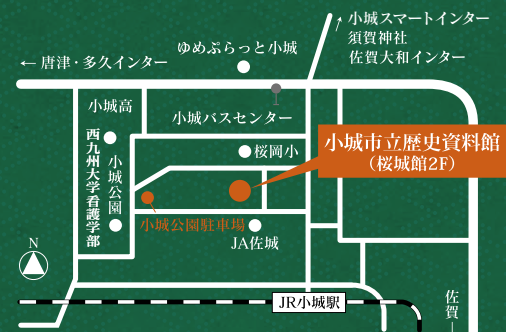 小城スマートインター
須賀神社
佐賀大和インター
ゆめぷらっと小城
← 唐津・多久インター
小城高
小城バスセンター
西九州大学看護学部
小城公園
桜岡小
小城市立歴史資料館
（桜城館2F）
小城公園駐車場
JA佐城
N
JR小城駅
佐賀